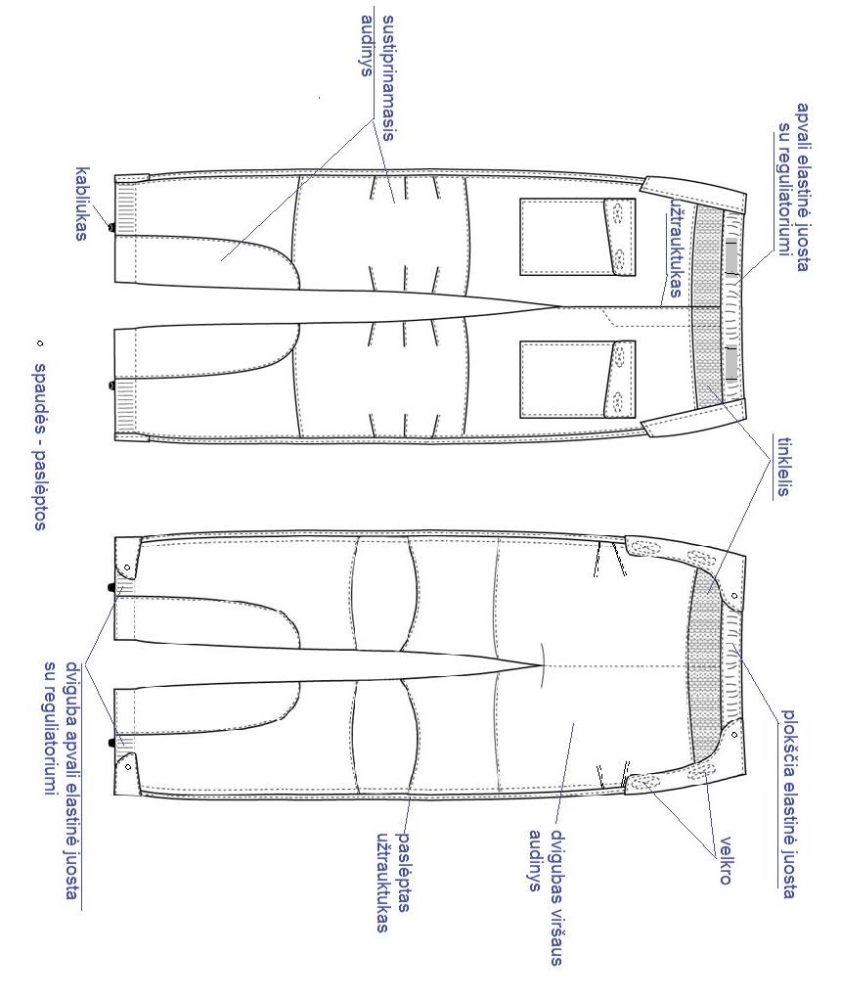 apvali elastinė juosta
su reguliatoriumi
sustiprinamasis
audinys
kabliukas
užtrauktukas
tinklelis
spaudės - paslėptos
plokščia elastinė juosta
velkro
dvigubas viršaus
audinys
paslėptas
užtrauktukas
dviguba apvali elastinė juosta
su reguliatoriumi